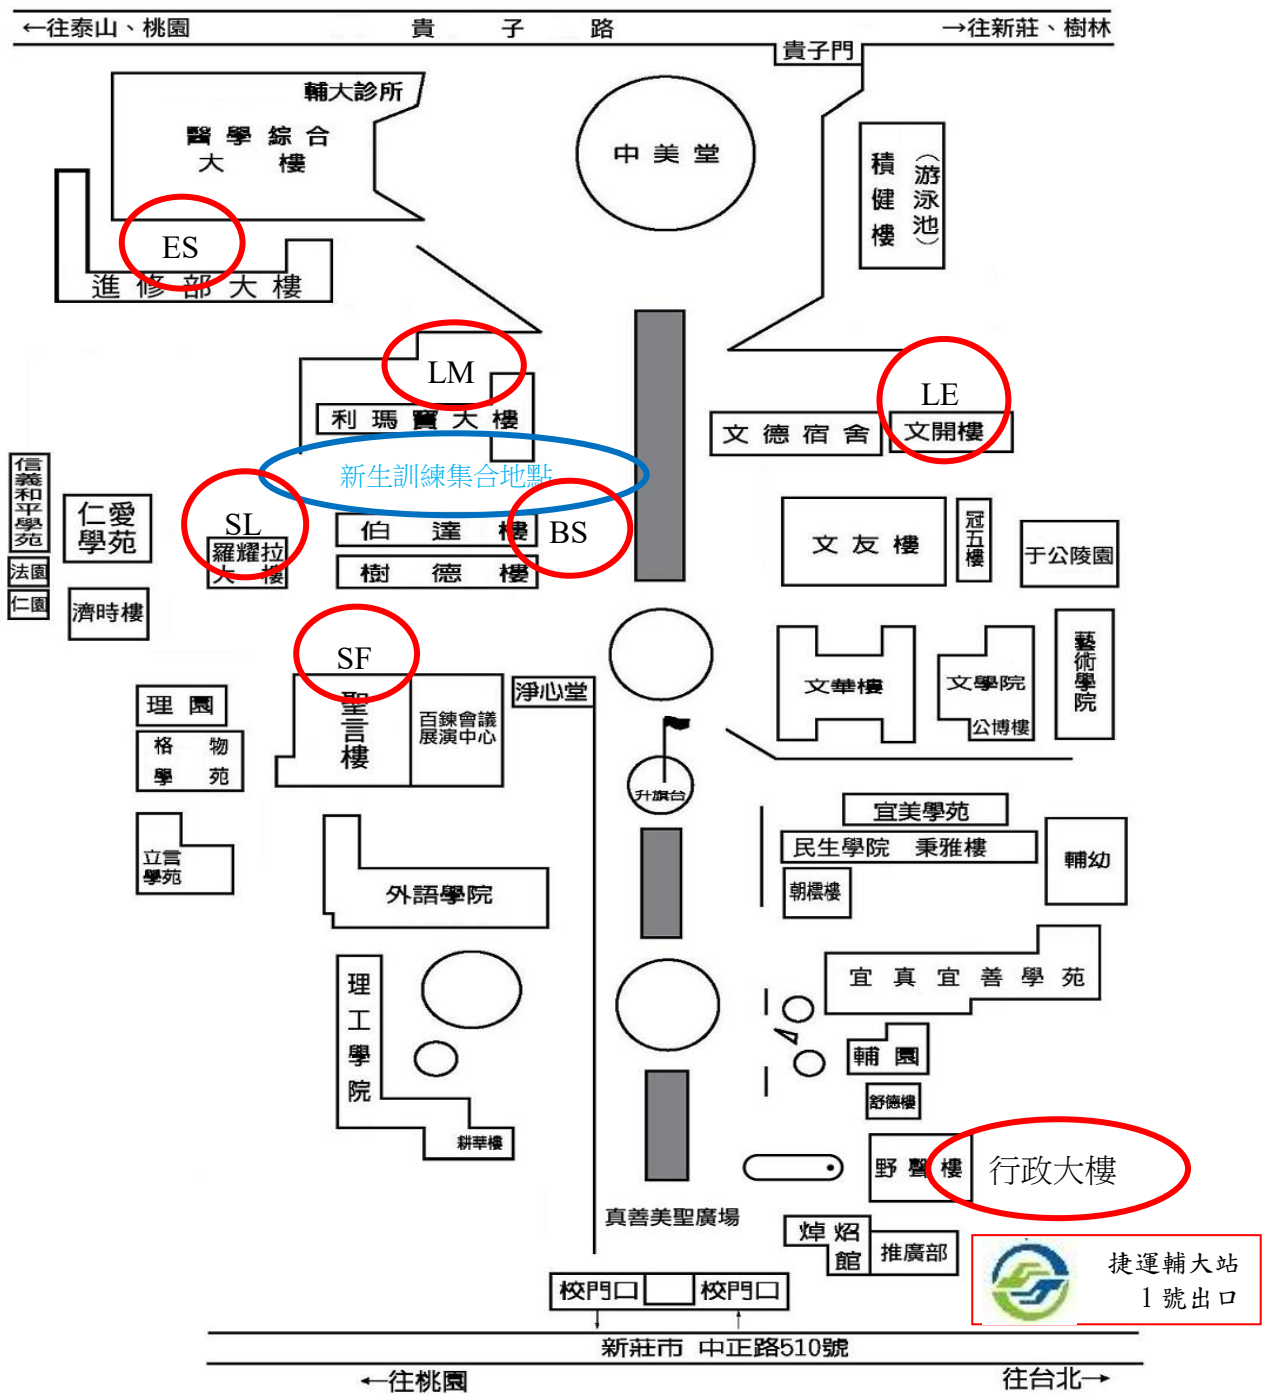 ←往泰山、桃園
貴子路
→往新莊、樹林
貴子門
輔大診所
醫學綜合
大樓
中美堂
積健樓
（游泳池）
ES
進修部大樓
LM
利瑪竇大樓
LE
文德宿舍
文開樓
新生訓練集合地點
信義和平學苑
仁愛
學苑
法園
仁園
濟時樓
SL
羅耀拉
大樓
伯達樓
BS
樹德樓
文友樓
冠五樓
于公陵園
SF
聖言樓
百鍊會議
展演中心
淨心堂
文華樓
文學院
公博樓
藝術學院
理園
格物
學苑
升旗台
宜美學苑
民生學院 秉雅樓
朝橒樓
輔幼
立言
學苑
外語學院
理工學院
耕莘樓
宜真宜善學苑
輔園
舒德樓
野聲樓
行政大樓
真善美聖廣場
焯炤
館
推廣部
捷運輔大站
1 號出口
校門口
校門口
新莊市 中正路510號
←往桃園
往台北→